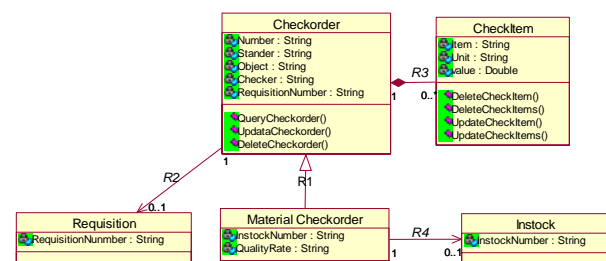 Checkorder
Number : String
Stander : String
Object : String
Checker : String
RequisitionNumber : String
QueryCheckorder()
UpdataCheckorder()
DeleteCheckorder()
CheckItem
Item : String
Unit : String
value : Double
DeleteCheckItem()
DeleteCheckItems()
UpdateCheckItem()
UpdateCheckItems()
R3
1
0..*
R2
1
0..1
R1
Requisition
RequisitionNunmber : String
Material Checkorder
InstockNumber : String
QualityRate : String
R4
1
0..1
Instock
InstockNumber : String